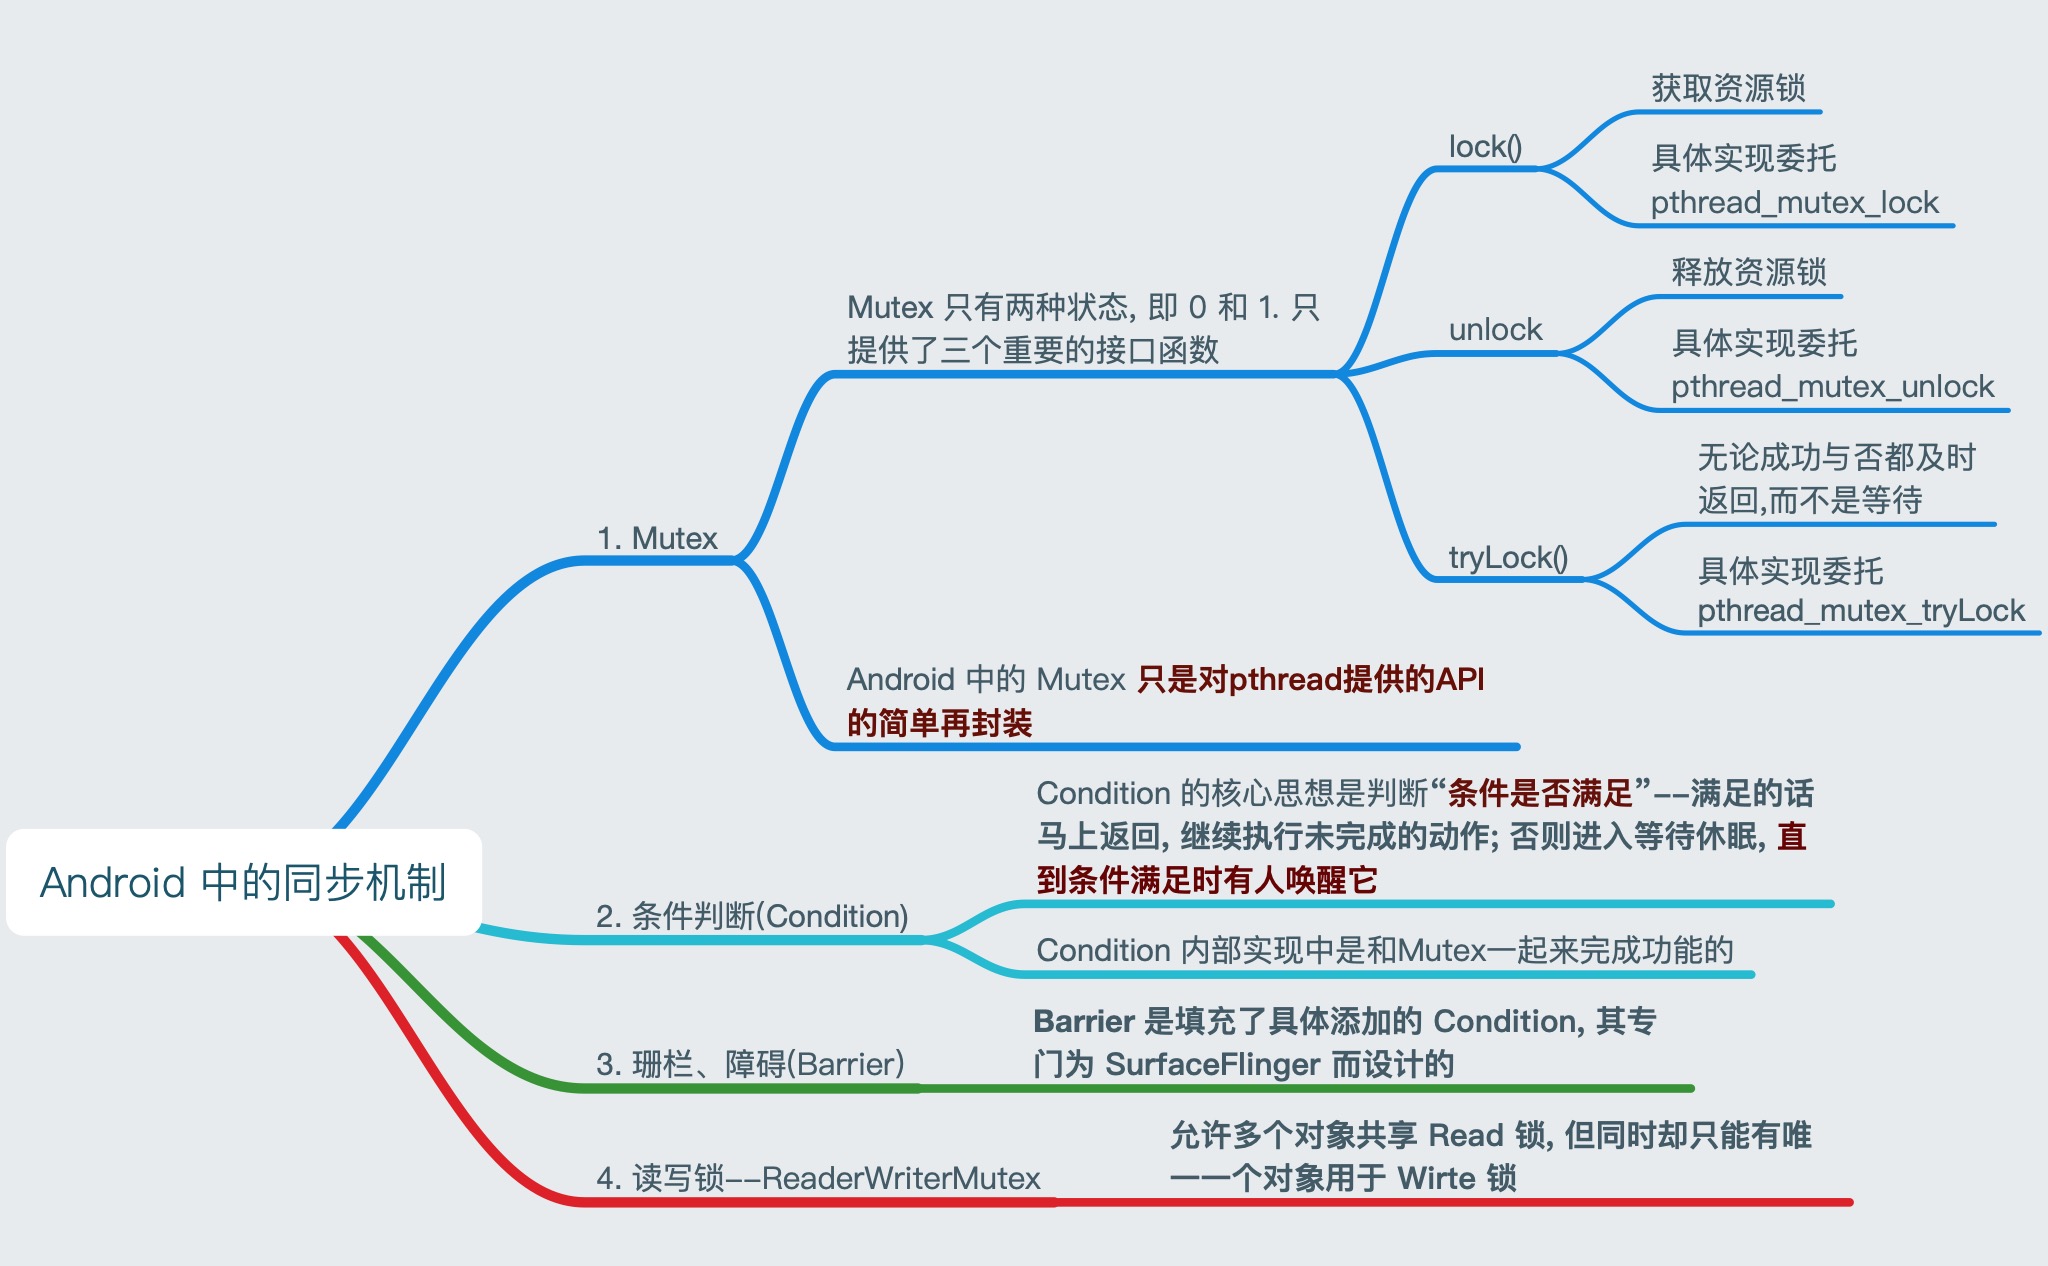 Android 中的同步机制
1. Mutex
Mutex 只有两种状态, 即 0 和 1. 只
提供了三个重要的接口函数
lock()
获取资源锁
具体实现委托
pthread_mutex_lock
unlock
释放资源锁
具体实现委托
pthread_mutex_unlock
tryLock()
无论成功与否都及时
返回,而不是等待
具体实现委托
pthread_mutex_tryLock
Android 中的 Mutex 只是对pthread提供的API
的简单再封装
2. 条件判断(Condition)
Condition 的核心思想是判断“条件是否满足”--满足的话
马上返回, 继续执行未完成的动作; 否则进入等待休眠, 直
到条件满足时有人唤醒它
Condition 内部实现中是和Mutex一起来完成功能的
3. 珊栏、障碍(Barrier)
Barrier 是填充了具体添加的 Condition, 其专
门为 SurfaceFlinger 而设计的
4. 读写锁--ReaderWriterMutex
允许多个对象共享 Read 锁, 但同时却只能有唯
一一个对象用于 Wirte 锁